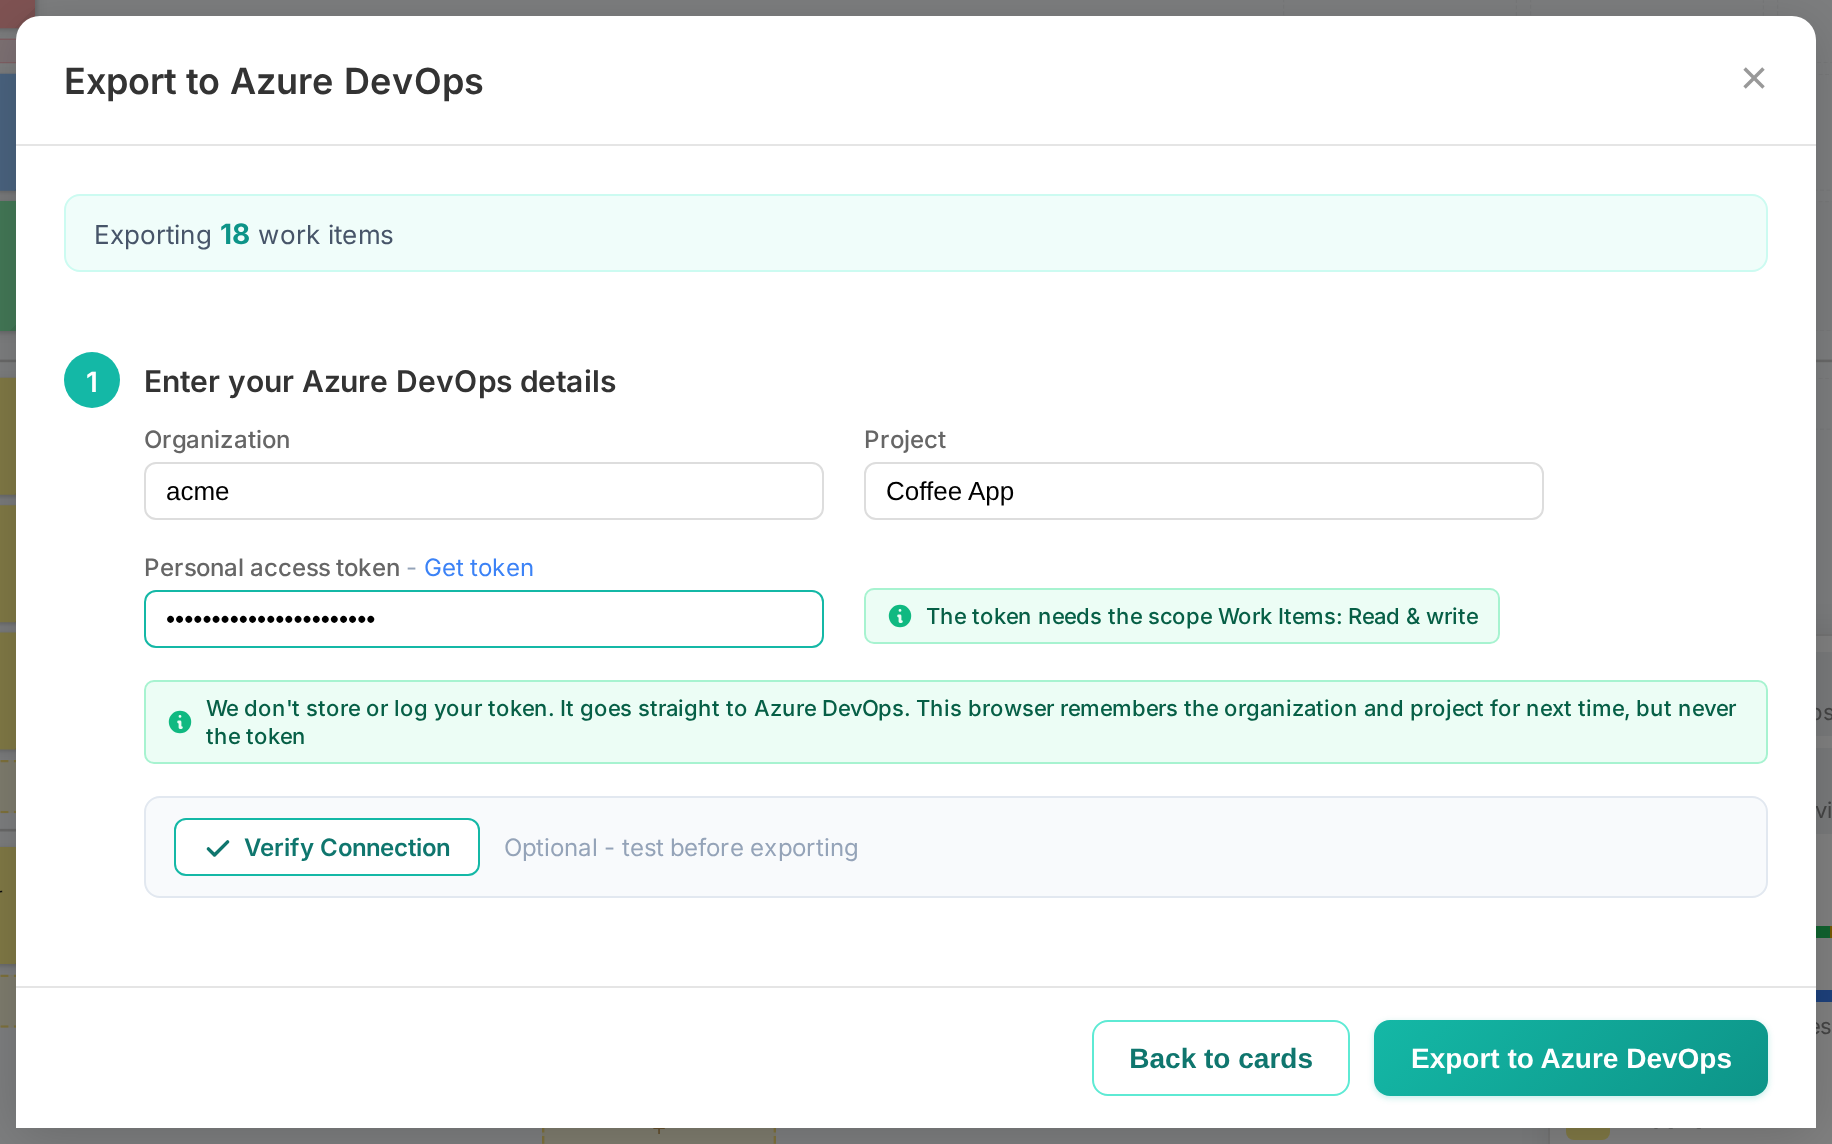 Export to Azure DevOps
Exporting 18 work items
1 Enter your Azure DevOps details
Organization
Project
acme
Coffee App
Personal access token - Get token
••••••••••••••••••••••
The token needs the scope Work Items: Read & write
We don't store or log your token. It goes straight to Azure DevOps. This browser remembers the organization and project for next time, but never
the token
Verify Connection
Optional - test before exporting
Back to cards
Export to Azure DevOps